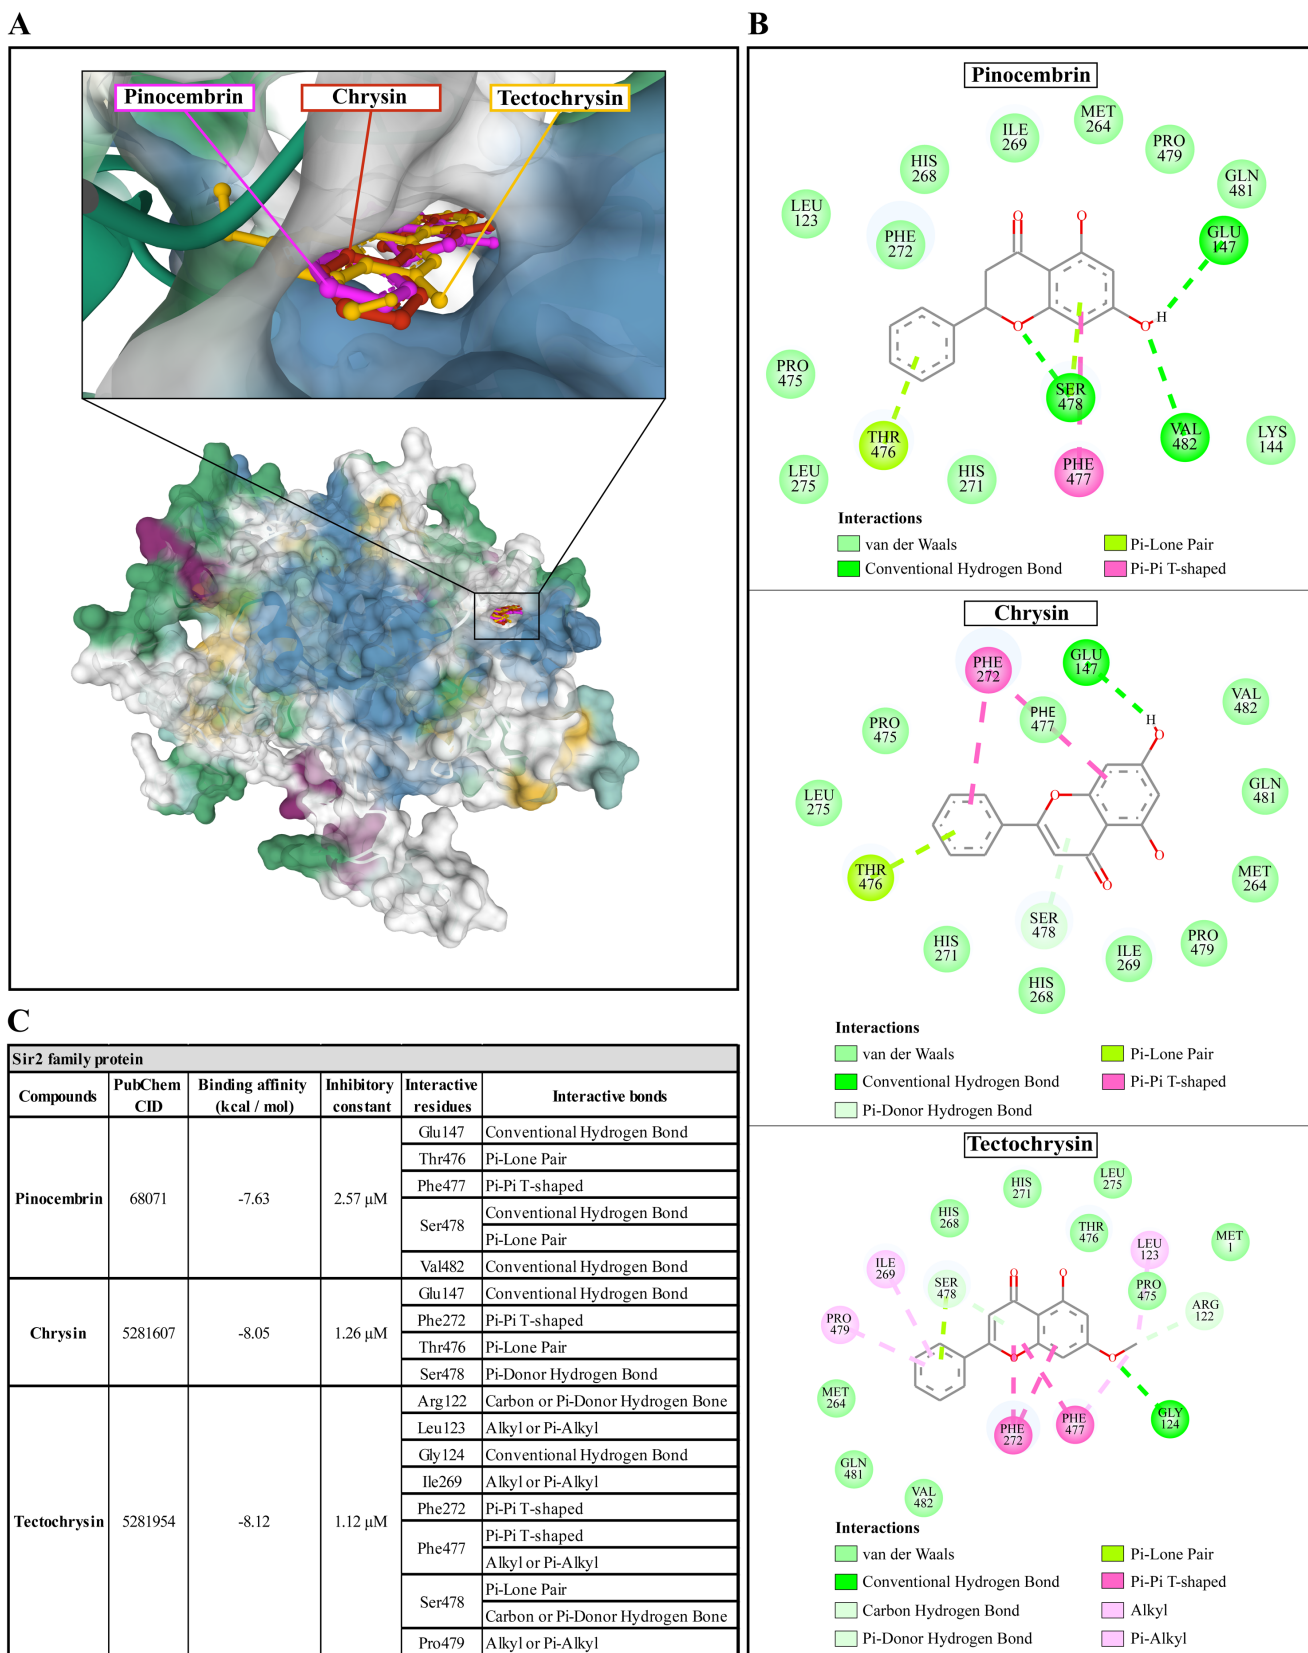 A
Pinocembrin
Chrysin
Tectochrysin
B
Pinocembrin
MET
264
ILE
269
PRO
479
HIS
268
GLN
481
LEU
123
PHE
272
GLU
147
O
O
H
O
O
PRO
475
SER
478
THR
476
VAL
482
LYS
144
LEU
275
HIS
271
PHE
477
Interactions
van der Waals
Conventional Hydrogen Bond
Pi-Lone Pair
Pi-Pi T-shaped
Chrysin
PHE
272
GLU
147
VAL
482
PHE
477
PRO
475
H
O
LEU
275
O
GLN
481
THR
476
O
O
MET
264
SER
478
HIS
271
ILE
269
PRO
479
HIS
268
Interactions
van der Waals
Conventional Hydrogen Bond
Pi-Donor Hydrogen Bond
Pi-Lone Pair
Pi-Pi T-shaped
Tectochrysin
HIS
271
LEU
275
HIS
268
THR
476
LEU
123
MET
1
ILE
269
SER
478
O
O
PRO
475
ARG
122
PRO
479
O
O
MET
264
PHE
272
PHE
477
GLY
124
GLN
481
VAL
482
Interactions
van der Waals
Conventional Hydrogen Bond
Carbon Hydrogen Bond
Pi-Donor Hydrogen Bond
Pi-Lone Pair
Pi-Pi T-shaped
Alkyl
Pi-Alkyl
C
Sir2 family protein
Compounds PubChem CID Binding affinity (kcal / mol) Inhibitory constant Interactive residues Interactive bonds
Pinocembrin 68071 -7.63 2.57 μM
Glu147 Conventional Hydrogen Bond
Thr476 Pi-Lone Pair
Phe477 Pi-Pi T-shaped
Ser478 Conventional Hydrogen Bond
Pi-Lone Pair
Val482 Conventional Hydrogen Bond
Chrysin 5281607 -8.05 1.26 μM
Glu147 Conventional Hydrogen Bond
Phe272 Pi-Pi T-shaped
Thr476 Pi-Lone Pair
Ser478 Pi-Donor Hydrogen Bond
Tectochrysin 5281954 -8.12 1.12 μM
Arg122 Carbon or Pi-Donor Hydrogen Bone
Leu123 Alkyl or Pi-Alkyl
Gly124 Conventional Hydrogen Bond
Ile269 Alkyl or Pi-Alkyl
Phe272 Pi-Pi T-shaped
Phe477 Pi-Pi T-shaped
Alkyl or Pi-Alkyl
Ser478 Pi-Lone Pair
Carbon or Pi-Donor Hydrogen Bone
Pro479 Alkyl or Pi-Alkyl